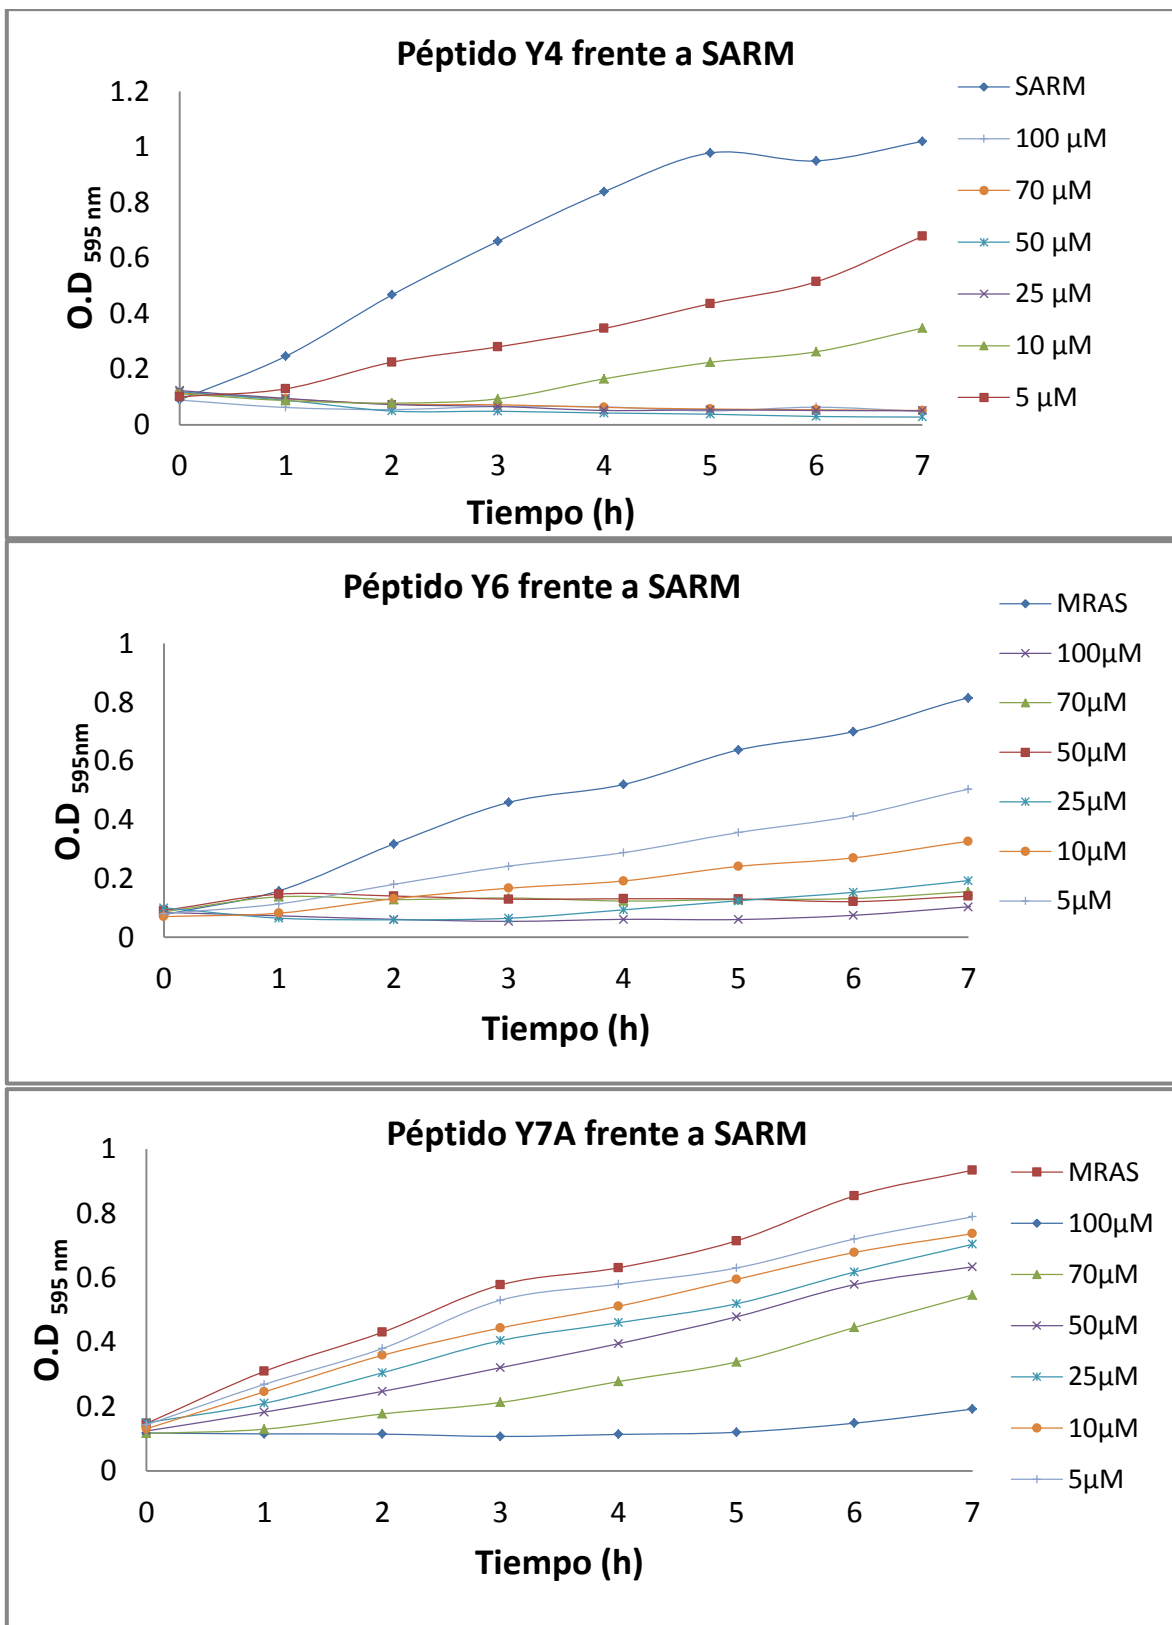 Péptido Y4 frente a SARM
1.2
1
0.8
0.6
0.4
0.2
0
O.D 595 nm
0 1 2 3 4 5 6 7
Tiempo (h)
SARM
100 µM
70 µM
50 µM
25 µM
10 µM
5 µM
Péptido Y6 frente a SARM
1
0.8
0.6
0.4
0.2
0
O.D 595nm
0 1 2 3 4 5 6 7
Tiempo (h)
MRAS
100µM
70µM
50µM
25µM
10µM
5µM
Péptido Y7A frente a SARM
1
0.8
0.6
0.4
0.2
0
O.D 595 nm
0 1 2 3 4 5 6 7
Tiempo (h)
MRAS
100µM
70µM
50µM
25µM
10µM
5µM